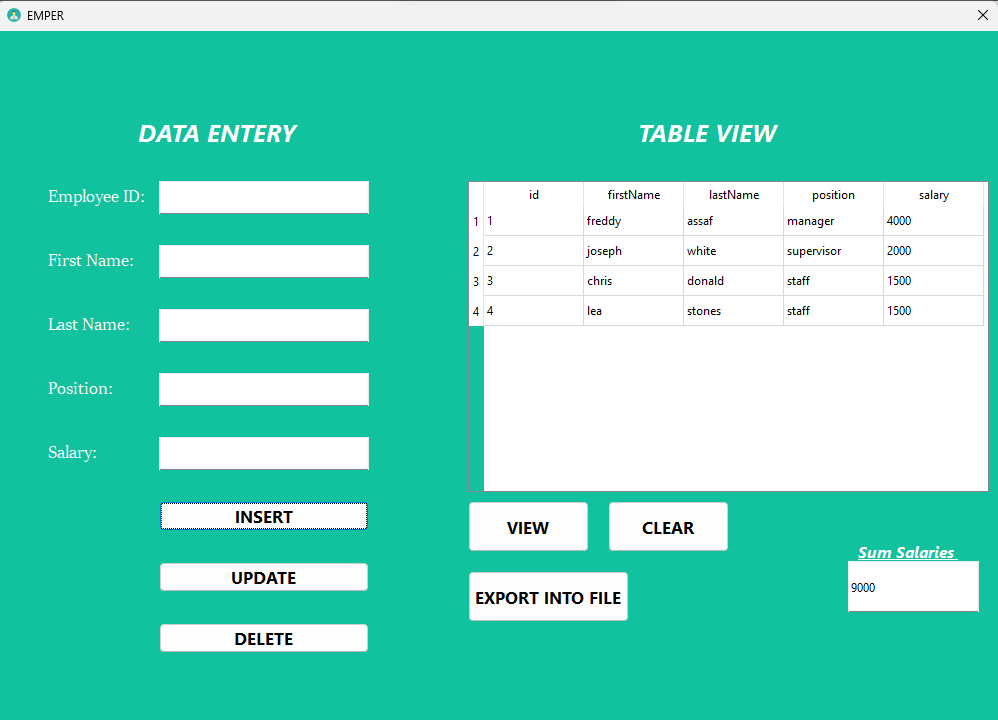 EMPER
DATA ENTERY
Employee ID:
First Name:
Last Name:
Position:
Salary:
INSERT
UPDATE
DELETE
TABLE VIEW
id firstName lastName position salary
1 1 freddy assaf manager 4000
2 2 joseph white supervisor 2000
3 3 chris donald staff 1500
4 4 lea stones staff 1500
VIEW CLEAR
EXPORT INTO FILE
Sum Salaries
9000